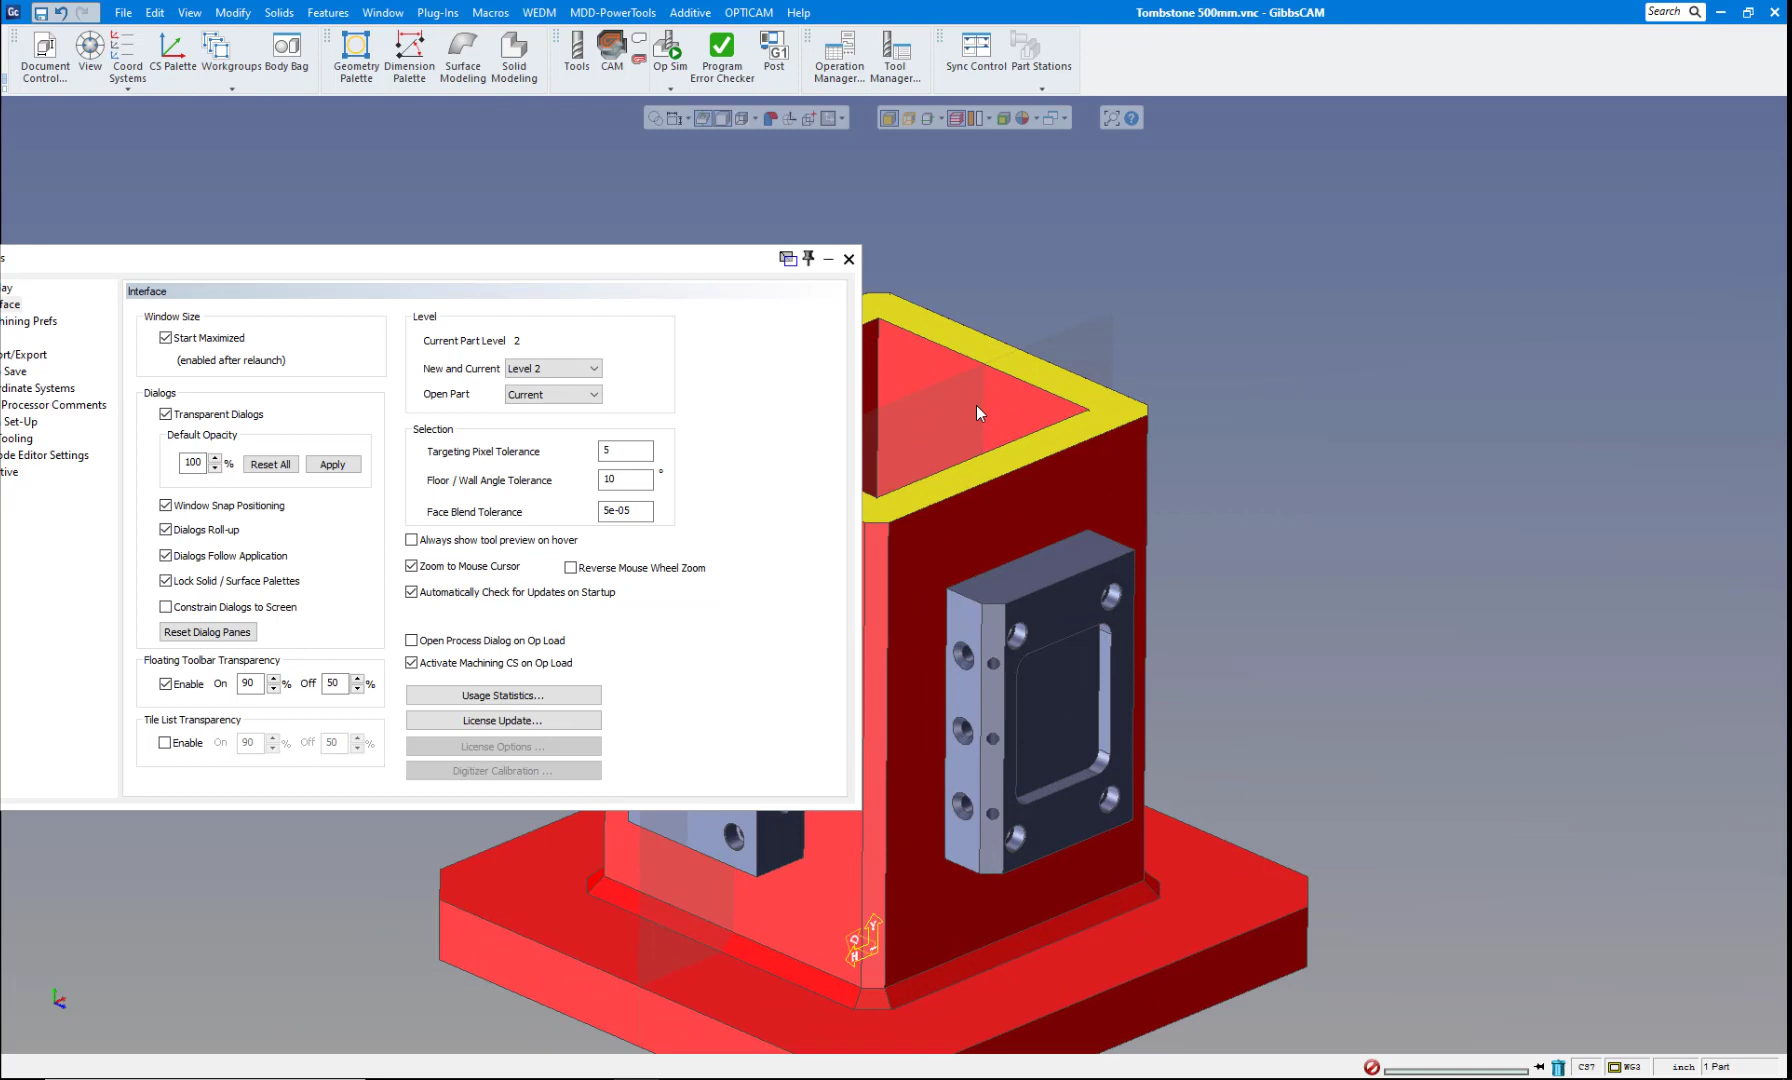 Gc
File Edit View Modify Solids Features Window Plug-Ins Macros WEDM MDD-PowerTools Additive OPTICAM Help
Tombstone 500mm.vnc - GibbsCAM
Search
Document Control...
View
Coord Systems
CS Palette
Workgroups
Body Bag
Geometry Palette
Dimension Palette
Surface Modeling
Solid Modeling
Tools
CAM
Op Sim
Program Error Checker
G1
Post
Operation Manager...
Tool Manager...
Sync Control
Part Stations
s
ay
face
hining Prefs
ort/Export
Save
dinate Systems
Processor Comments
Set-Up
ooling
ode Editor Settings
tive
Interface
Window Size
Start Maximized
(enabled after relaunch)
Dialogs
Transparent Dialogs
Default Opacity
100 % Reset All Apply
Window Snap Positioning
Dialogs Roll-up
Dialogs Follow Application
Lock Solid / Surface Palettes
Constrain Dialogs to Screen
Reset Dialog Panes
Floating Toolbar Transparency
Enable On 90 % Off 50 %
Tile List Transparency
Enable On 90 % Off 50 %
Level
Current Part Level 2
New and Current Level 2
Open Part Current
Selection
Targeting Pixel Tolerance 5
Floor / Wall Angle Tolerance 10 °
Face Blend Tolerance 5e-05
Always show tool preview on hover
Zoom to Mouse Cursor
Reverse Mouse Wheel Zoom
Automatically Check for Updates on Startup
Open Process Dialog on Op Load
Activate Machining CS on Op Load
Usage Statistics...
License Update...
License Options ...
Digitizer Calibration ...
Y
D
H
CS7 WG3 inch 1 Part